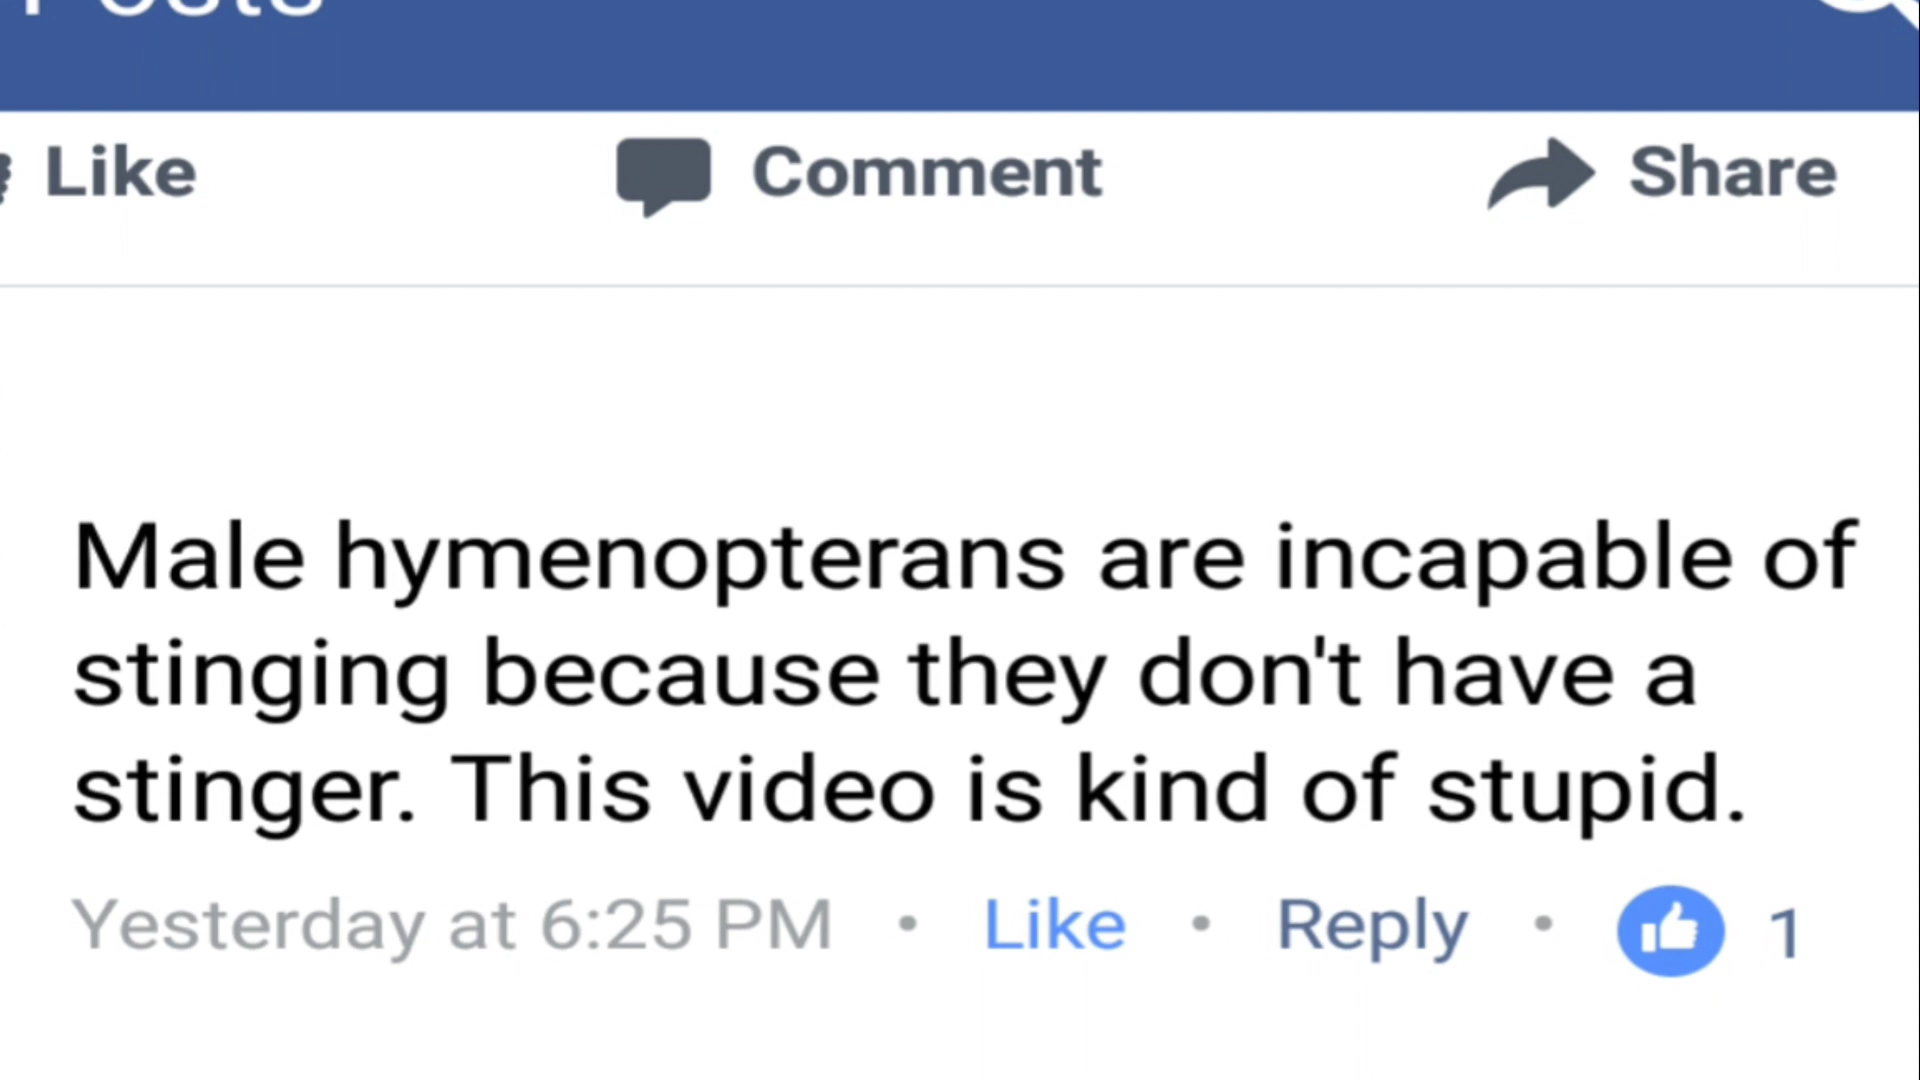 Posts
Like Comment Share
Male hymenopterans are incapable of
stinging because they don't have a
stinger. This video is kind of stupid.
Yesterday at 6:25 PM • Like • Reply • 1